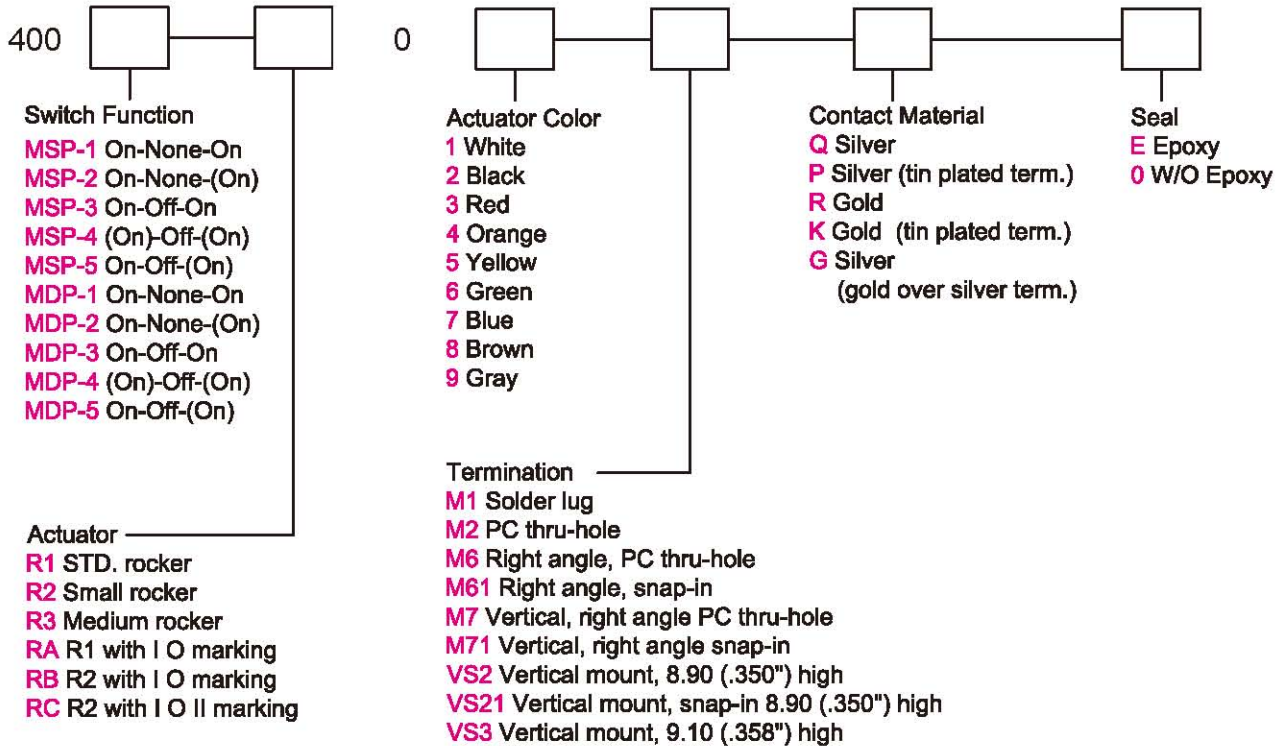 400
0
Switch Function
MSP-1 On-None-On
MSP-2 On-None-(On)
MSP-3 On-Off-On
MSP-4 (On)-Off-(On)
MSP-5 On-Off-(On)
MDP-1 On-None-On
MDP-2 On-None-(On)
MDP-3 On-Off-On
MDP-4 (On)-Off-(On)
MDP-5 On-Off-(On)
Actuator
R1 STD. rocker
R2 Small rocker
R3 Medium rocker
RA R1 with I O marking
RB R2 with I O marking
RC R2 with I O II marking
Actuator Color
1 White
2 Black
3 Red
4 Orange
5 Yellow
6 Green
7 Blue
8 Brown
9 Gray
Termination
M1 Solder lug
M2 PC thru-hole
M6 Right angle, PC thru-hole
M61 Right angle, snap-in
M7 Vertical, right angle PC thru-hole
M71 Vertical, right angle snap-in
VS2 Vertical mount, 8.90 (.350") high
VS21 Vertical mount, snap-in 8.90 (.350") high
VS3 Vertical mount, 9.10 (.358") high
Contact Material
Q Silver
P Silver (tin plated term.)
R Gold
K Gold (tin plated term.)
G Silver
(gold over silver term.)
Seal
E Epoxy
0 W/O Epoxy